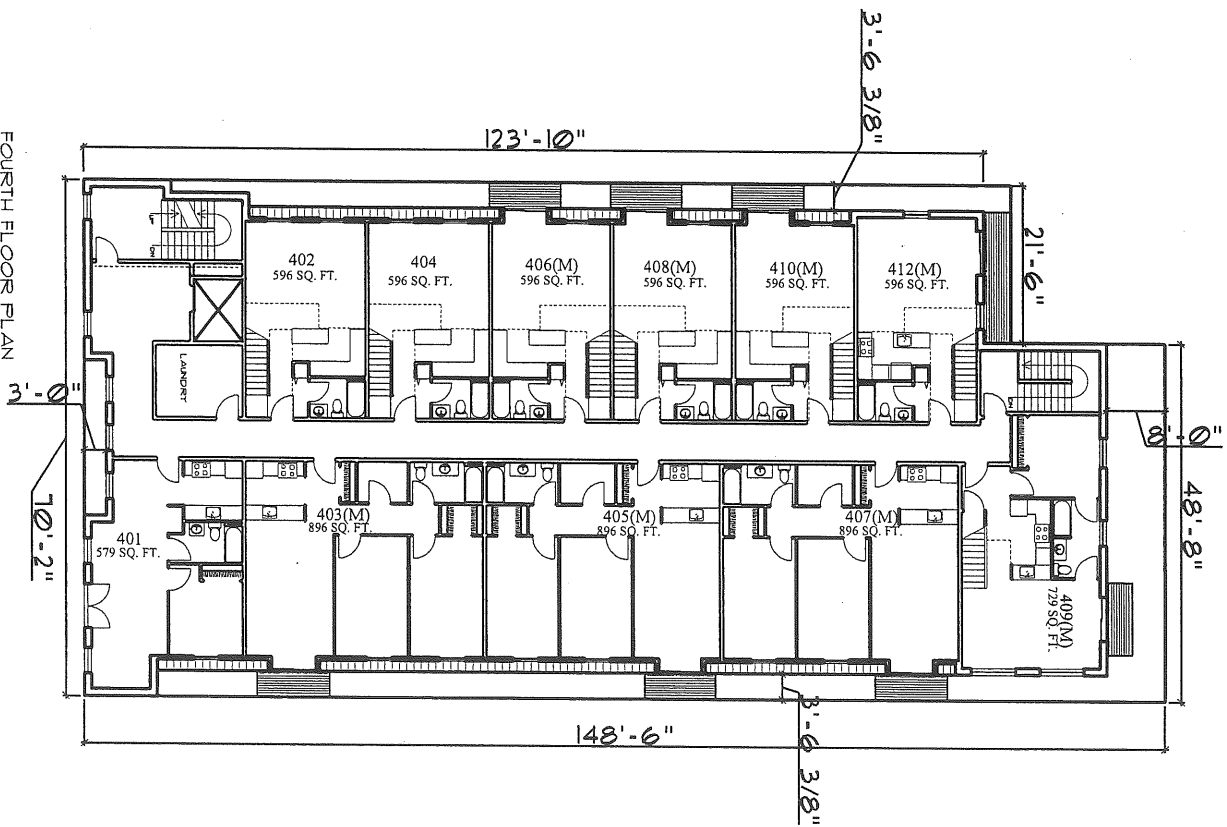 3'-6 3/8"
123'-10"
FOURTH FLOOR PLAN
21'-6"
UP
DN
402
596 SQ. FT.
404
596 SQ. FT.
406(M)
596 SQ. FT.
408(M)
596 SQ. FT.
410(M)
596 SQ. FT.
412(M)
596 SQ. FT.
LAUNDRY
3'-0"
DN
8'-0"
48'-8"
70'-2"
401
579 SQ. FT.
403(M)
896 SQ. FT.
405(M)
896 SQ. FT.
407(M)
896 SQ. FT.
409(M)
729 SQ. FT.
148'-6"
3'-6 3/8"